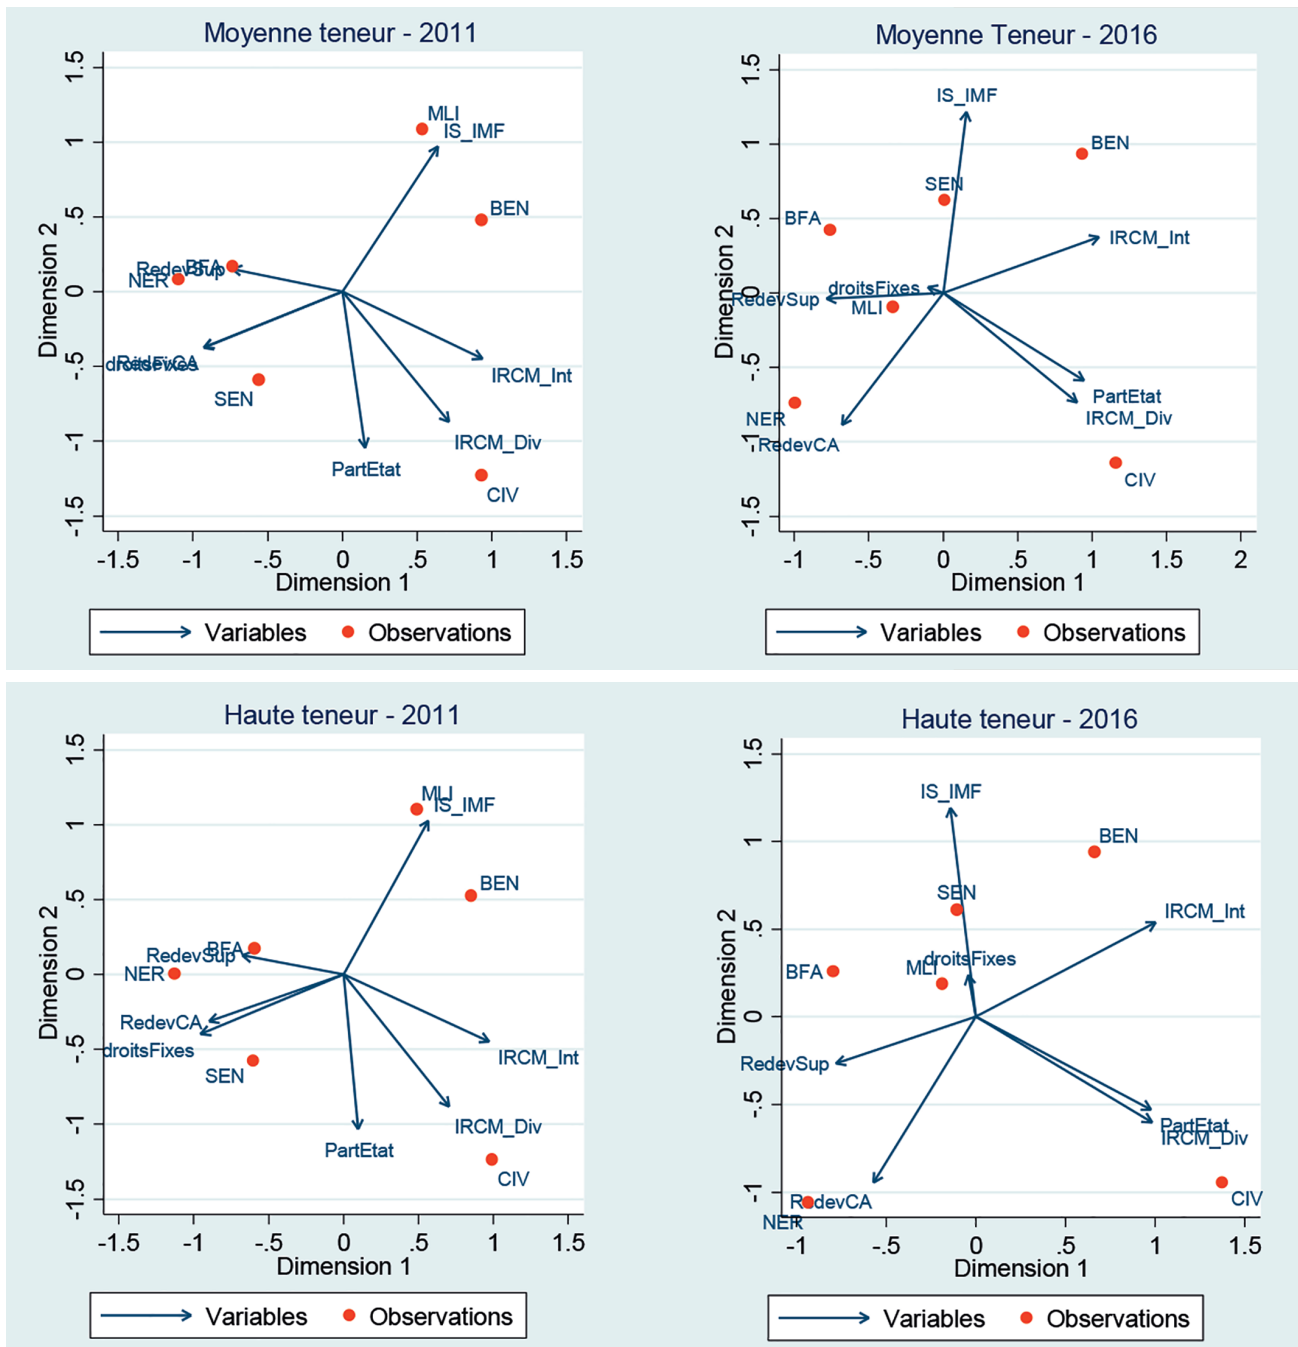 Moyenne teneur - 2011
1.5
1
.5
0
-.5
-1
-1.5
Dimension 2
MLI
IS_IMF
BEN
BFA
RedevSup
NER
RedevCA
droitsFixes
SEN
IRCM_Int
IRCM_Div
PartEtat
CIV
-1.5 -1 -.5 0 .5 1 1.5
Dimension 1
Variables Observations
Moyenne Teneur - 2016
1.5
1
.5
0
-.5
-1
-1.5
Dimension 2
IS_IMF
BEN
SEN
BFA
IRCM_Int
droitsFixes
RedevSup
MLI
PartEtat
NER
IRCM_Div
RedevCA
CIV
-1 -.5 0 .5 1 1.5 2
Dimension 1
Variables Observations
Haute teneur - 2011
1.5
1
.5
0
-.5
-1
-1.5
Dimension 2
MLI
IS_IMF
BEN
BFA
RedevSup
NER
RedevCA
droitsFixes
IRCM_Int
SEN
IRCM_Div
PartEtat
CIV
-1.5 -1 -.5 0 .5 1 1.5
Dimension 1
Variables Observations
Haute teneur - 2016
1.5
1
.5
0
-.5
-1
Dimension 2
IS_IMF
BEN
SEN
IRCM_Int
droitsFixes
MLI
BFA
RedevSup
PartEtat
IRCM_Div
CIV
RedevCA
NER
-1 -.5 0 .5 1 1.5
Dimension 1
Variables Observations